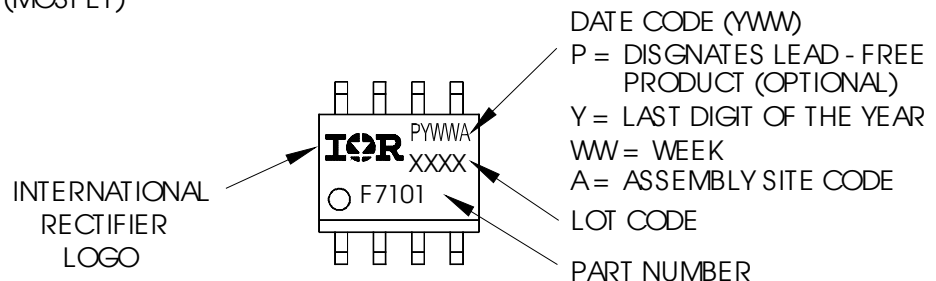 (MOSFET)
DATE CODE (YWW)
P = DISGNATES LEAD - FREE
PRODUCT (OPTIONAL)
Y = LAST DIGIT OF THE YEAR
WW = WEEK
A = ASSEMBLY SITE CODE
LOT CODE
PART NUMBER
IOR
PYWWA
XXXX
F7101
INTERNATIONAL
RECTIFIER
LOGO